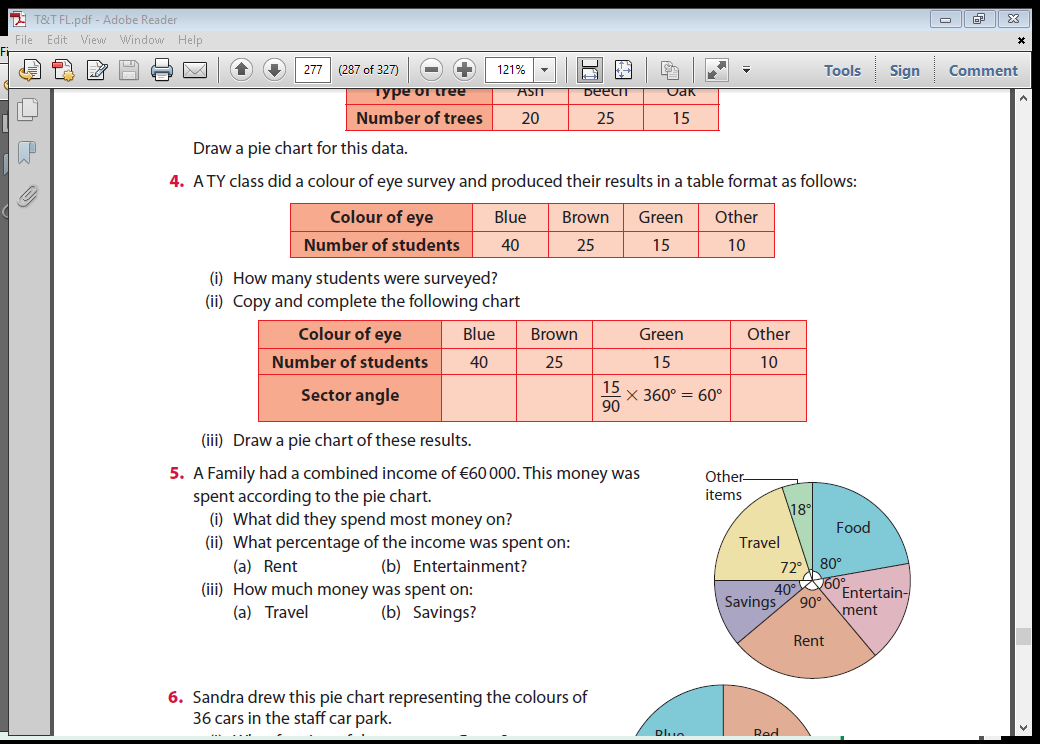 T&T FL.pdf - Adobe Reader
File Edit View Window Help
277 (287 of 327) 121% Tools Sign Comment
Type of tree Ash Beech Oak
Number of trees 20 25 15
Draw a pie chart for this data.
4. A TY class did a colour of eye survey and produced their results in a table format as follows:
Colour of eye Blue Brown Green Other
Number of students 40 25 15 10
(i) How many students were surveyed?
(ii) Copy and complete the following chart
Colour of eye Blue Brown Green Other
Number of students 40 25 15 10
Sector angle 15/90 × 360° = 60°
(iii) Draw a pie chart of these results.
5. A Family had a combined income of €60 000. This money was
spent according to the pie chart.
(i) What did they spend most money on?
(ii) What percentage of the income was spent on:
(a) Rent (b) Entertainment?
(iii) How much money was spent on:
(a) Travel (b) Savings?
Other
items
18°
Food
Travel
72° 80°
40° 60°
Savings 90° Entertain-
ment
Rent
6. Sandra drew this pie chart representing the colours of
36 cars in the staff car park.
Blue Red